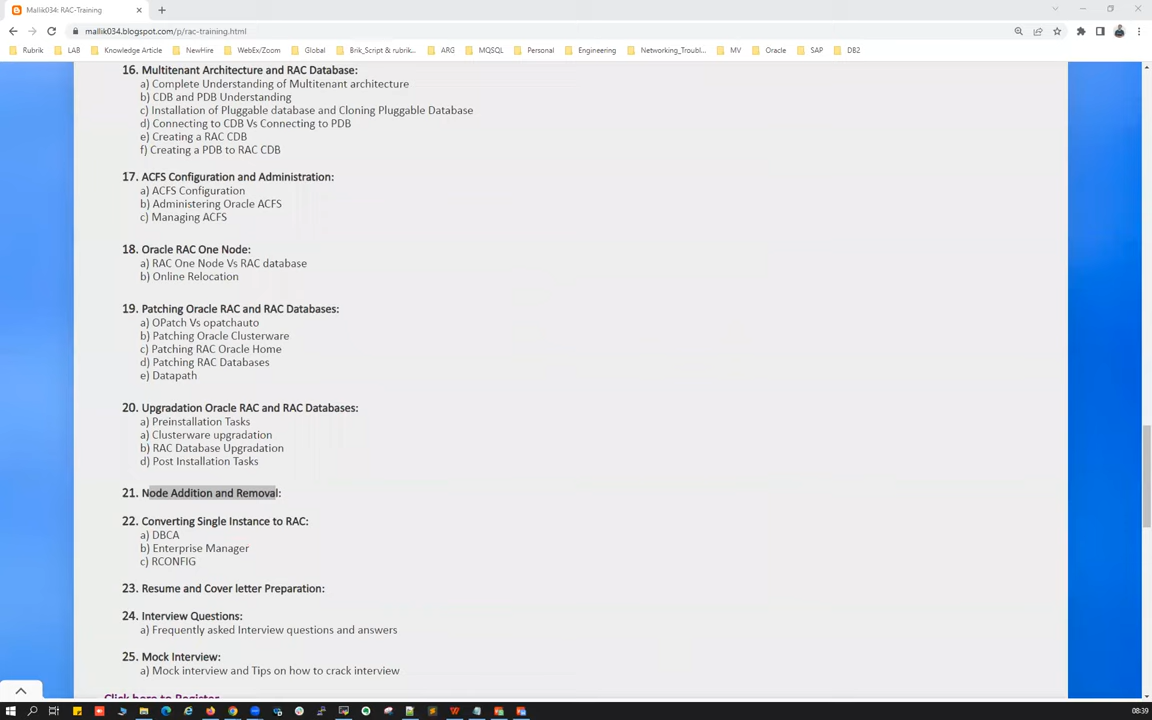 Mallik034: RAC-Training
mallik034.blogspot.com/p/rac-training.html
Rubrik LAB Knowledge Article NewHire WebEx/Zoom Global Brik_Script & rubrik... ARG MQSQL Personal Engineering Networking_Troubl... MV Oracle SAP DB2
16. Multitenant Architecture and RAC Database:
a) Complete Understanding of Multitenant architecture
b) CDB and PDB Understanding
c) Installation of Pluggable database and Cloning Pluggable Database
d) Connecting to CDB Vs Connecting to PDB
e) Creating a RAC CDB
f) Creating a PDB to RAC CDB
17. ACFS Configuration and Administration:
a) ACFS Configuration
b) Administering Oracle ACFS
c) Managing ACFS
18. Oracle RAC One Node:
a) RAC One Node Vs RAC database
b) Online Relocation
19. Patching Oracle RAC and RAC Databases:
a) OPatch Vs opatchauto
b) Patching Oracle Clusterware
c) Patching RAC Oracle Home
d) Patching RAC Databases
e) Datapath
20. Upgradation Oracle RAC and RAC Databases:
a) Preinstallation Tasks
a) Clusterware upgradation
b) RAC Database Upgradation
d) Post Installation Tasks
21. Node Addition and Removal:
22. Converting Single Instance to RAC:
a) DBCA
b) Enterprise Manager
c) RCONFIG
23. Resume and Cover letter Preparation:
24. Interview Questions:
a) Frequently asked Interview questions and answers
25. Mock Interview:
a) Mock interview and Tips on how to crack interview
Click here to Register
08:39